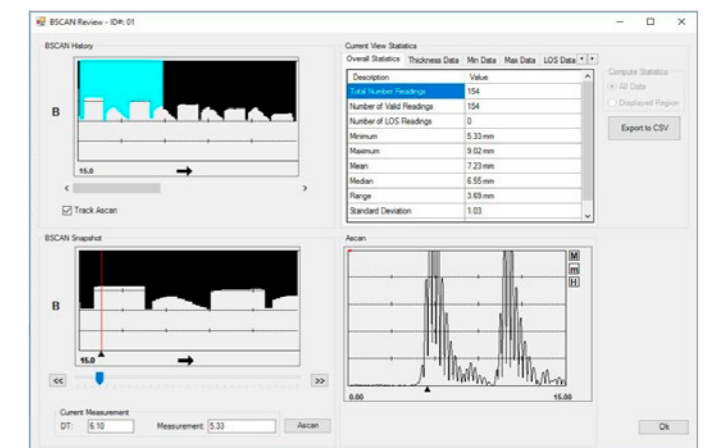 BSCAN Review - ID#: 01
BSCAN History
B
15.0
Track Ascan
Current View Statistics
Overall Statistics Thickness Data Min Data Max Data LOS Data
Description Value
Total Number Readings 154
Number of Valid Readings 154
Number of LOS Readings 0
Minimum 5.33 mm
Maximum 9.02 mm
Mean 7.23 mm
Median 6.55 mm
Range 3.69 mm
Standard Deviation 1.03
Compute Statistics
All Data
Displayed Region
Export to CSV
BSCAN Snapshot
B
15.0
<< >>
Current Measurement
DT: 6.10 Measurement: 5.33 Ascan
Ascan
M
m
H
0.00 15.00
Ok